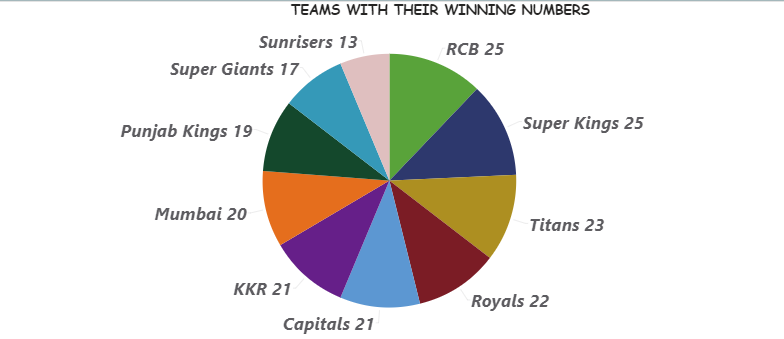 TEAMS WITH THEIR WINNING NUMBERS
RCB 25
Super Kings 25
Titans 23
Royals 22
Capitals 21
KKR 21
Mumbai 20
Punjab Kings 19
Super Giants 17
Sunrisers 13